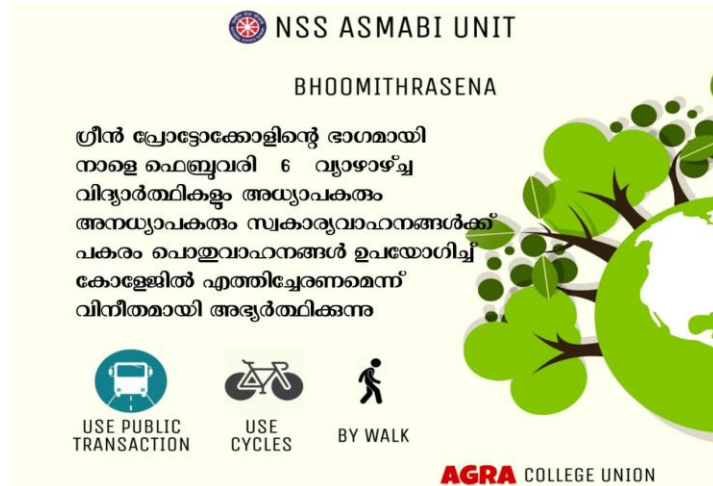 NSS ASMABI UNIT
BHOOMITHRASENA
ഗ്രീൻ പ്രോട്ടോക്കോളിന്റെ ഭാഗമായി
നാളെ ഫെബ്രുവരി 6 വ്യാഴാഴ്ച്ച
വിദ്യാർത്ഥികളും അധ്യാപകരും
അനധ്യാപകരും സ്വകാര്യവാഹനങ്ങൾക്ക്
പകരം പൊതുവാഹനങ്ങൾ ഉപയോഗിച്ച്
കോളേജിൽ എത്തിച്ചേരണമെന്ന്
വിനീതമായി അഭ്യർത്ഥിക്കുന്നു
USE PUBLIC
TRANSACTION
USE
CYCLES
BY WALK
AGRA COLLEGE UNION